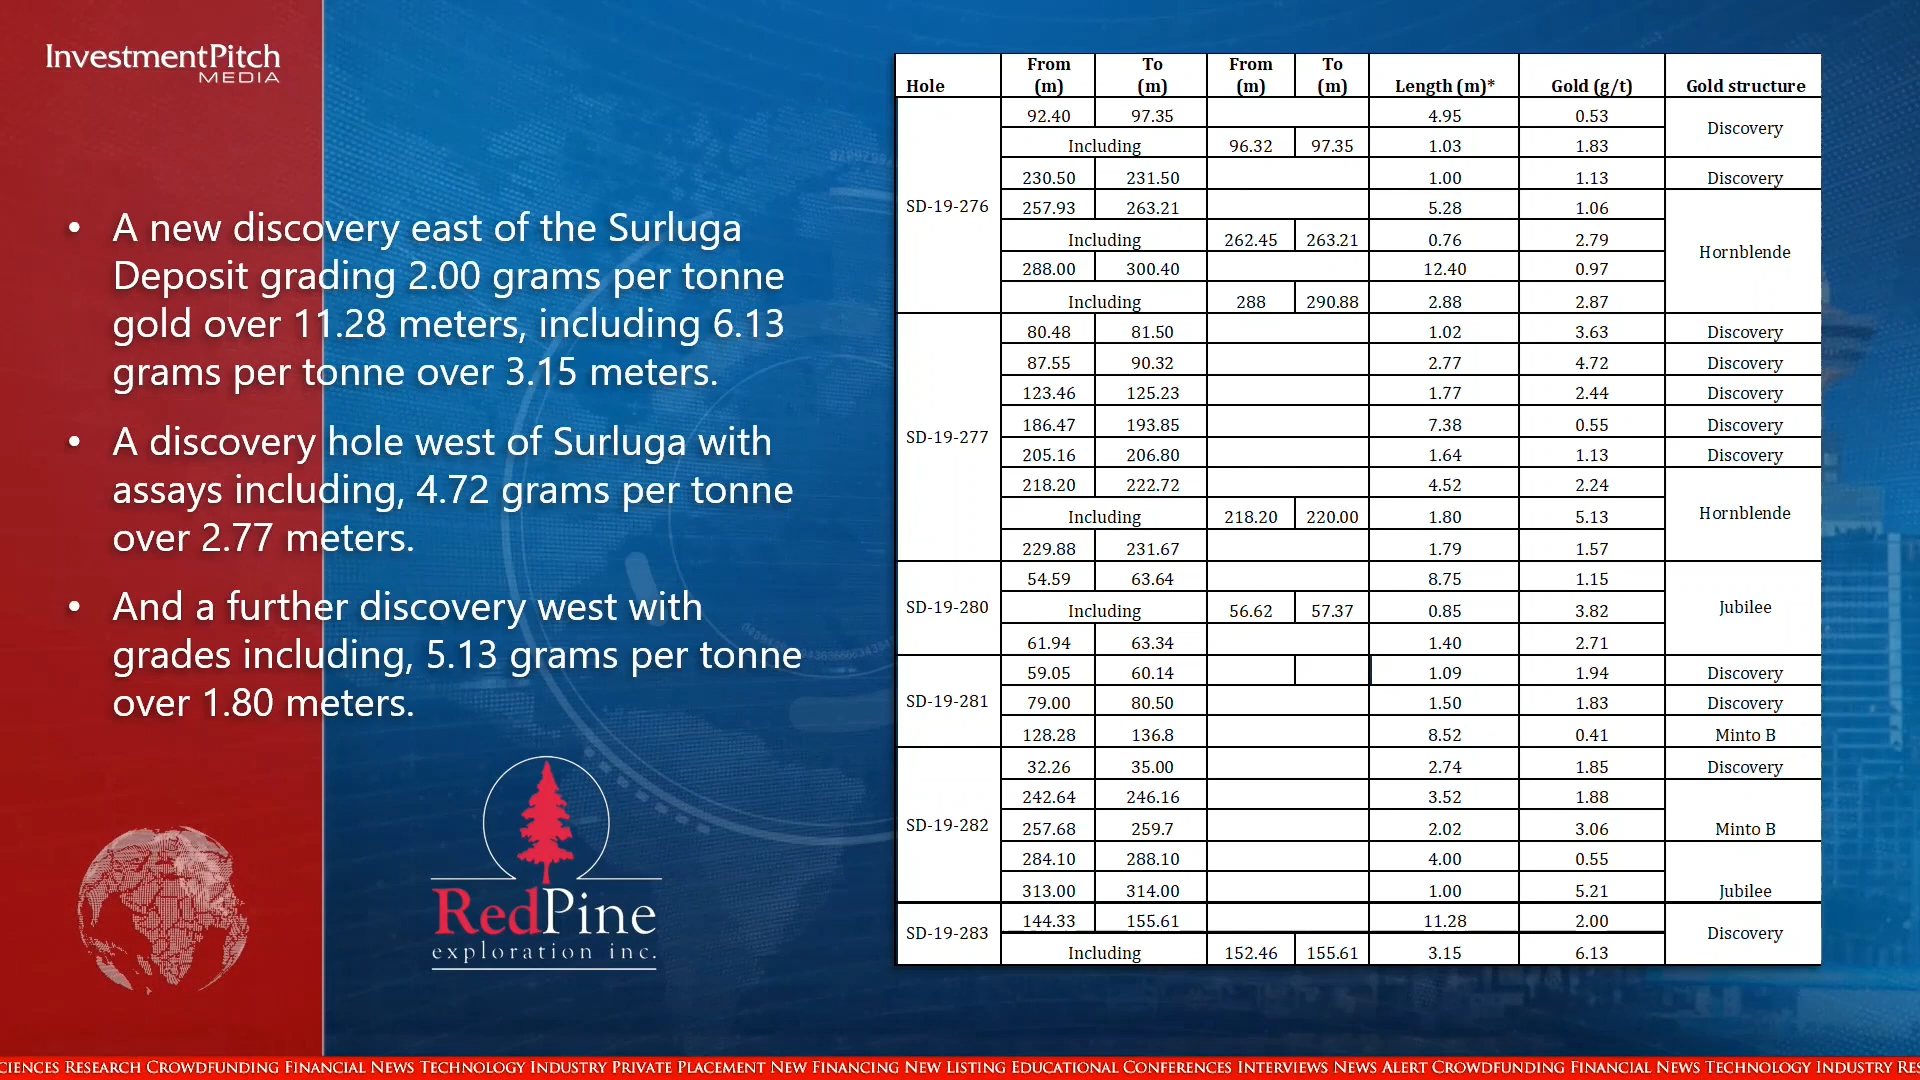 InvestmentPitch
MEDIA
• A new discovery east of the Surluga
Deposit grading 2.00 grams per tonne
gold over 11.28 meters, including 6.13
grams per tonne over 3.15 meters.
• A discovery hole west of Surluga with
assays including, 4.72 grams per tonne
over 2.77 meters.
• And a further discovery west with
grades including, 5.13 grams per tonne
over 1.80 meters.
RedPine
exploration inc.
Hole From (m) To (m) From (m) To (m) Length (m)* Gold (g/t) Gold structure
SD-19-276 92.40 97.35 4.95 0.53 Discovery
Including 96.32 97.35 1.03 1.83
230.50 231.50 1.00 1.13 Discovery
257.93 263.21 5.28 1.06 Hornblende
Including 262.45 263.21 0.76 2.79
288.00 300.40 12.40 0.97
Including 288 290.88 2.88 2.87
SD-19-277 80.48 81.50 1.02 3.63 Discovery
87.55 90.32 2.77 4.72 Discovery
123.46 125.23 1.77 2.44 Discovery
186.47 193.85 7.38 0.55 Discovery
205.16 206.80 1.64 1.13 Discovery
218.20 222.72 4.52 2.24 Hornblende
Including 218.20 220.00 1.80 5.13
229.88 231.67 1.79 1.57
SD-19-280 54.59 63.64 8.75 1.15 Jubilee
Including 56.62 57.37 0.85 3.82
61.94 63.34 1.40 2.71
SD-19-281 59.05 60.14 1.09 1.94 Discovery
79.00 80.50 1.50 1.83 Discovery
128.28 136.8 8.52 0.41 Minto B
SD-19-282 32.26 35.00 2.74 1.85 Discovery
242.64 246.16 3.52 1.88
257.68 259.7 2.02 3.06 Minto B
284.10 288.10 4.00 0.55
313.00 314.00 1.00 5.21 Jubilee
SD-19-283 144.33 155.61 11.28 2.00 Discovery
Including 152.46 155.61 3.15 6.13
CIENCES RESEARCH CROWDFUNDING FINANCIAL NEWS TECHNOLOGY INDUSTRY PRIVATE PLACEMENT NEW FINANCING NEW LISTING EDUCATIONAL CONFERENCES INTERVIEWS NEWS ALERT CROWDFUNDING FINANCIAL NEWS TECHNOLOGY INDUSTRY RES